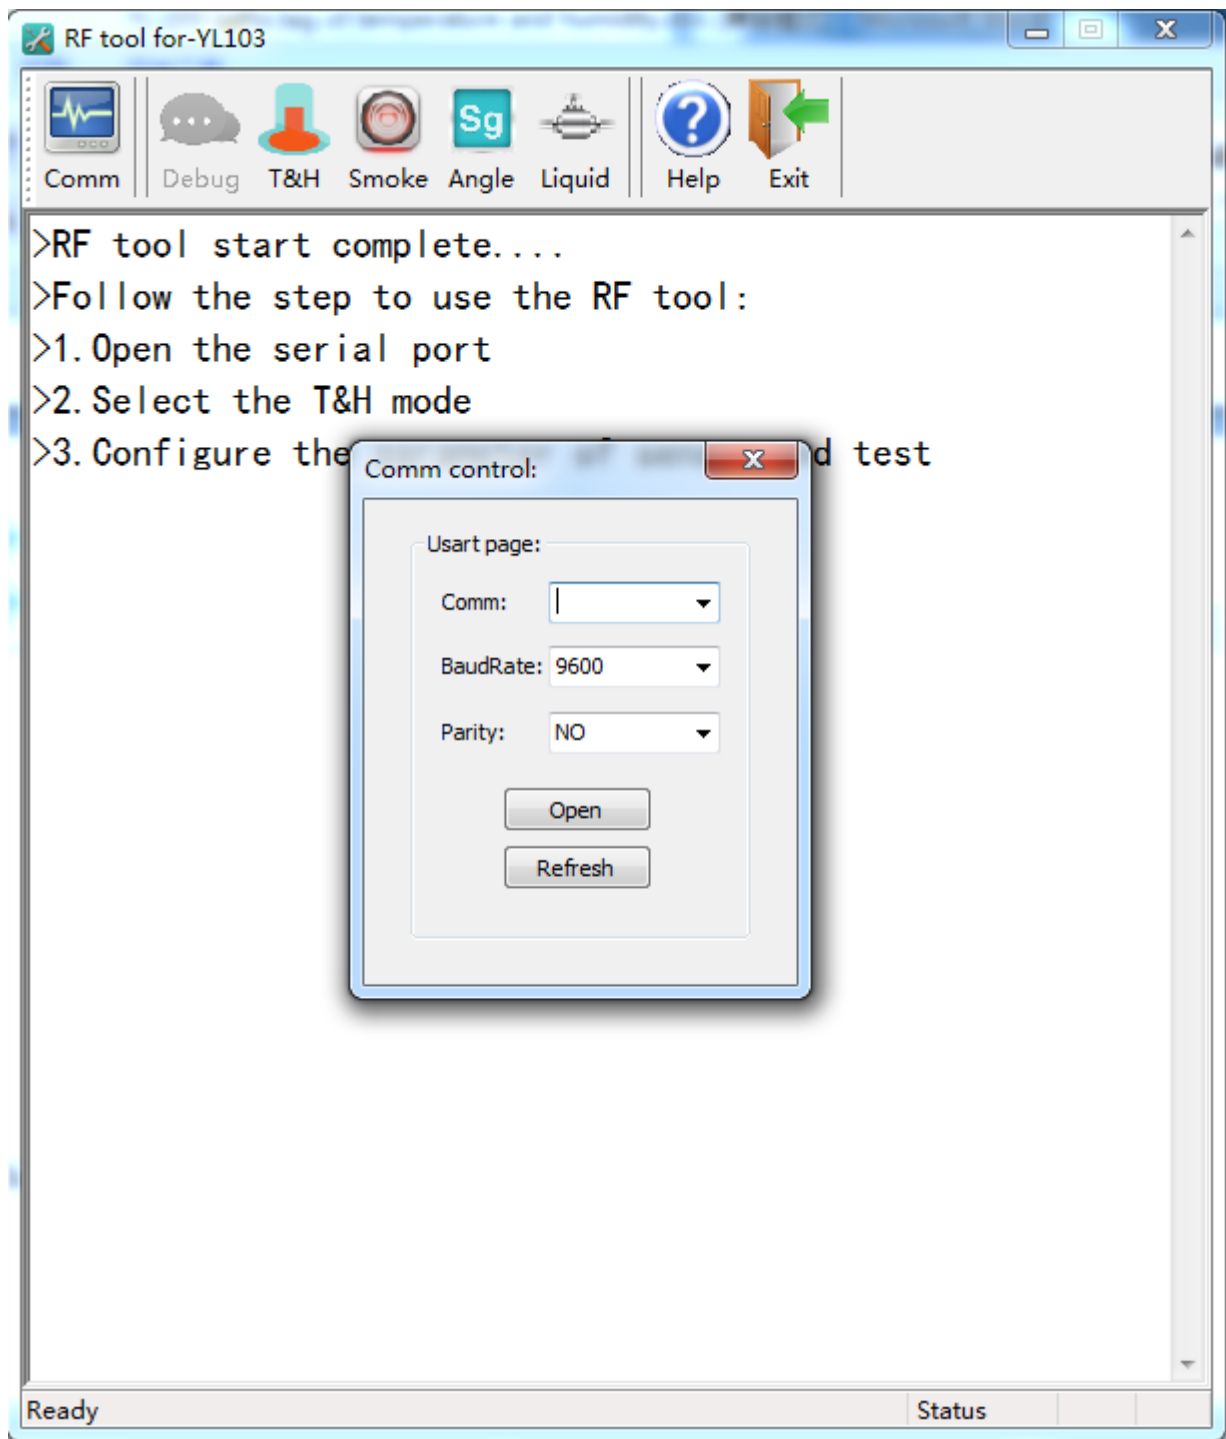 RF tool for-YL103
Comm Debug T&H Smoke Angle Sg Liquid Help Exit
>RF tool start complete....
>Follow the step to use the RF tool:
>1.Open the serial port
>2.Select the T&H mode
>3.Configure the d test
Comm control:
Usart page:
Comm:
BaudRate: 9600
Parity: NO
Open
Refresh
Ready Status